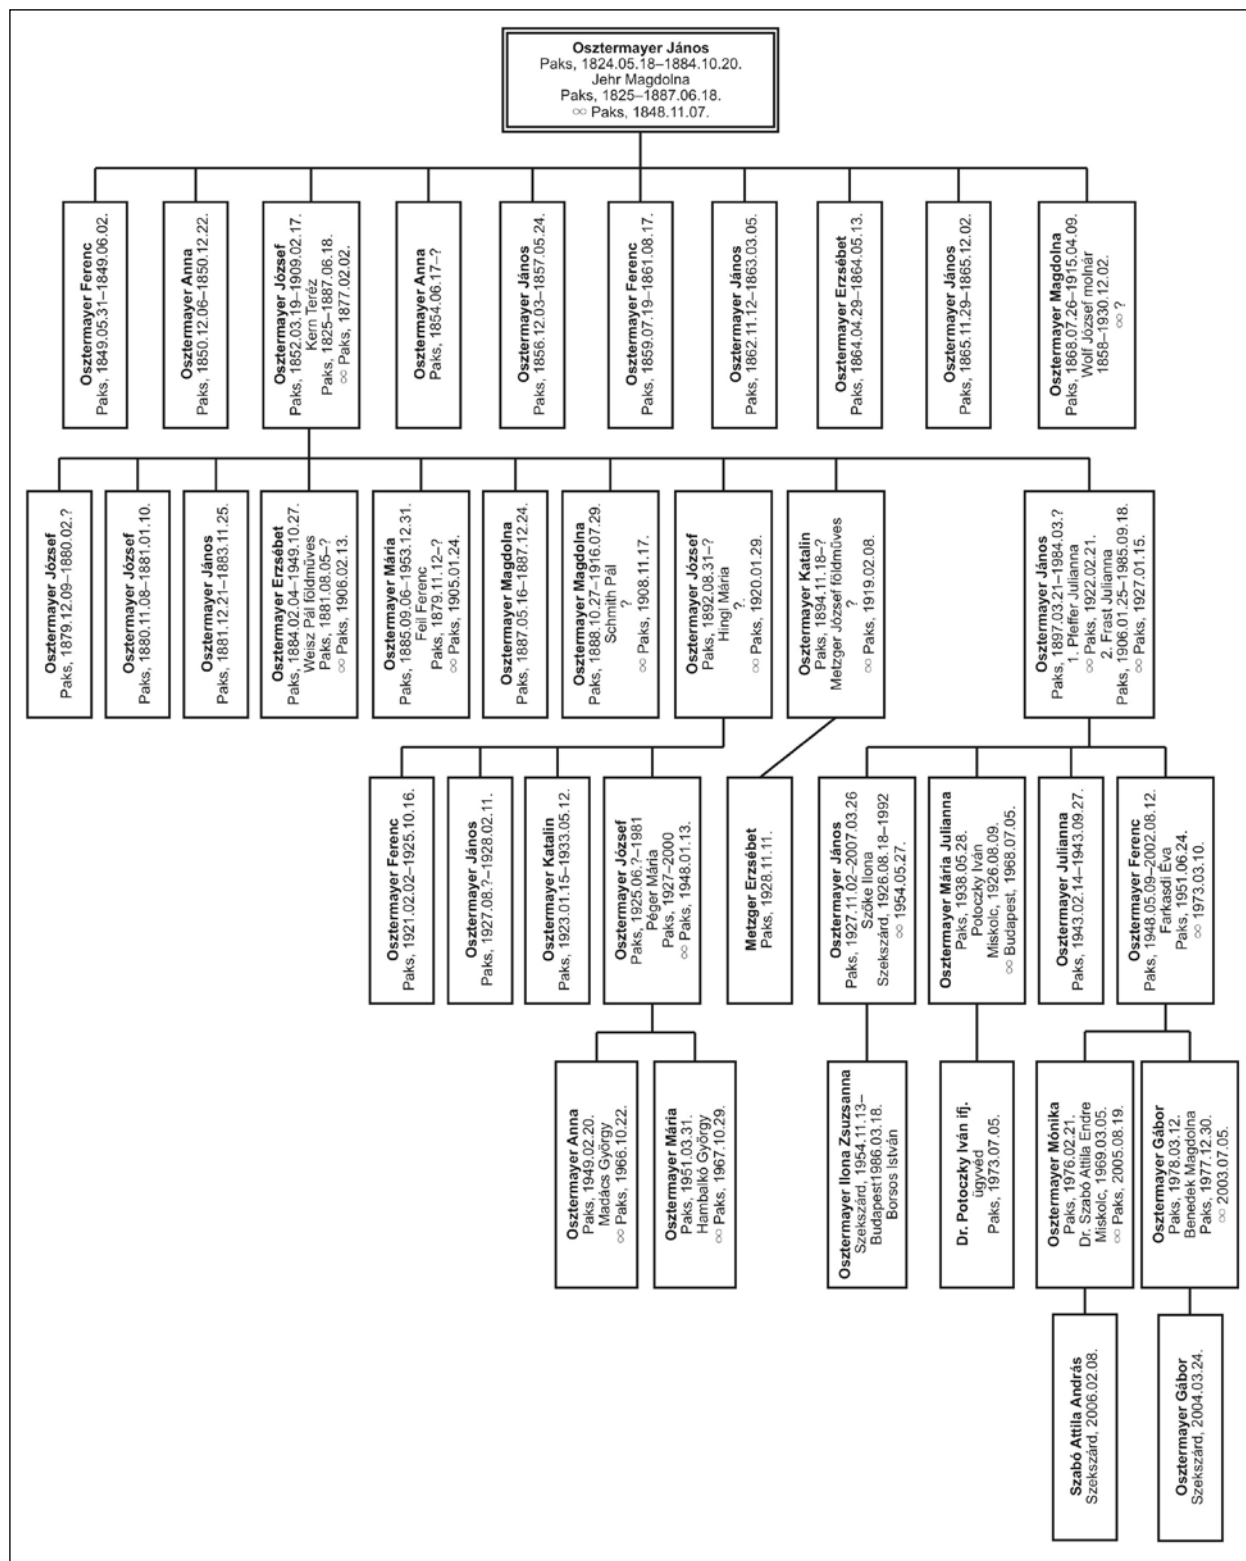 Osztermayer János
Paks, 1824.05.18–1884.10.20.
Jehr Magdolna
Paks, 1825–1887.06.18.
∞ Paks, 1848.11.07.
Osztermayer Ferenc
Paks, 1849.05.31–1849.06.02.
Osztermayer Anna
Paks, 1850.12.06–1850.12.22.
Osztermayer József
Paks, 1852.03.19–1909.02.17.
Kern Teréz
Paks, 1825–1887.06.18.
∞ Paks, 1877.02.02.
Osztermayer Anna
Paks, 1854.06.17–?
Osztermayer János
Paks, 1856.12.03–1857.05.24.
Osztermayer Ferenc
Paks, 1859.07.19–1861.08.17.
Osztermayer János
Paks, 1862.11.12–1863.03.05.
Osztermayer Erzsébet
Paks, 1864.04.29–1864.05.13.
Osztermayer János
Paks, 1865.11.29–1865.12.02.
Osztermayer Magdolna
Paks, 1868.07.26–1915.04.09.
Wolf József molnár
1858–1930.12.02.
∞ ?
Osztermayer József
Paks, 1879.12.09–1880.02.?
Osztermayer József
Paks, 1880.11.08–1881.01.10.
Osztermayer János
Paks, 1881.12.21–1883.11.25.
Osztermayer Erzsébet
Paks, 1884.02.04–1949.10.27.
Weisz Pál földműves
Paks, 1881.08.05–?
∞ Paks, 1906.02.13.
Osztermayer Mária
Paks, 1885.09.06–1953.12.31.
Feil Ferenc
Paks, 1879.11.12–?
∞ Paks, 1905.01.24.
Osztermayer Magdolna
Paks, 1887.05.16–1887.12.24.
Osztermayer Magdolna
Paks, 1888.10.27–1916.07.29.
Schmith Pál
?
∞ Paks, 1908.11.17.
Osztermayer József
Paks, 1892.08.31–?
Hingl Mária
?.
∞ Paks, 1920.01.29.
Osztermayer Katalin
Paks, 1894.11.18–?
Metzger József földműves
?
∞ Paks, 1919.02.08.
Osztermayer János
Paks, 1897.03.21–1984.03.?
1. Pfeffer Julianna
∞ Paks, 1922.02.21.
2. Frast Julianna
Paks, 1906.01.25–1985.09.18.
∞ Paks, 1927.01.15.
Osztermayer Ferenc
Paks, 1921.02.02–1925.10.16.
Osztermayer János
Paks, 1927.08.?–1928.02.11.
Osztermayer Katalin
Paks, 1923.01.15–1933.05.12.
Osztermayer József
Paks, 1925.06.?–1981
Péger Mária
Paks, 1927–2000
∞ Paks, 1948.01.13.
Metzger Erzsébet
Paks, 1928.11.11.
Osztermayer János
Paks, 1927.11.02–2007.03.26
Szőke Ilona
Szekszárd, 1926.08.18–1992
∞ 1954.05.27.
Osztermayer Mária Julianna
Paks, 1938.05.28.
Potoczky Iván
Miskolc, 1926.08.09.
∞ Budapest, 1968.07.05.
Osztermayer Julianna
Paks, 1943.02.14–1943.09.27.
Osztermayer Ferenc
Paks, 1948.05.09–2002.08.12.
Farkasdi Éva
Paks, 1951.06.24.
∞ 1973.03.10.
Osztermayer Anna
Paks, 1949.02.20.
Madács György
∞ Paks, 1966.10.22.
Osztermayer Mária
Paks, 1951.03.31.
Hambalkó György
∞ Paks, 1967.10.29.
Osztermayer Ilona Zsuzsanna
Szekszárd, 1954.11.13–
Budapest1986.03.18.
Borsos István
Dr. Potoczky Iván ifj.
ügyvéd
Paks, 1973.07.05.
Osztermayer Mónika
Paks, 1976.02.21.
Dr. Szabó Attila Endre
Miskolc, 1969.03.05.
∞ Paks, 2005.08.19.
Osztermayer Gábor
Paks, 1978.03.12.
Benedek Magdolna
Paks, 1977.12.30.
∞ 2003.07.05.
Szabó Attila András
Szekszárd, 2006.02.08.
Osztermayer Gábor
Szekszárd, 2004.03.24.